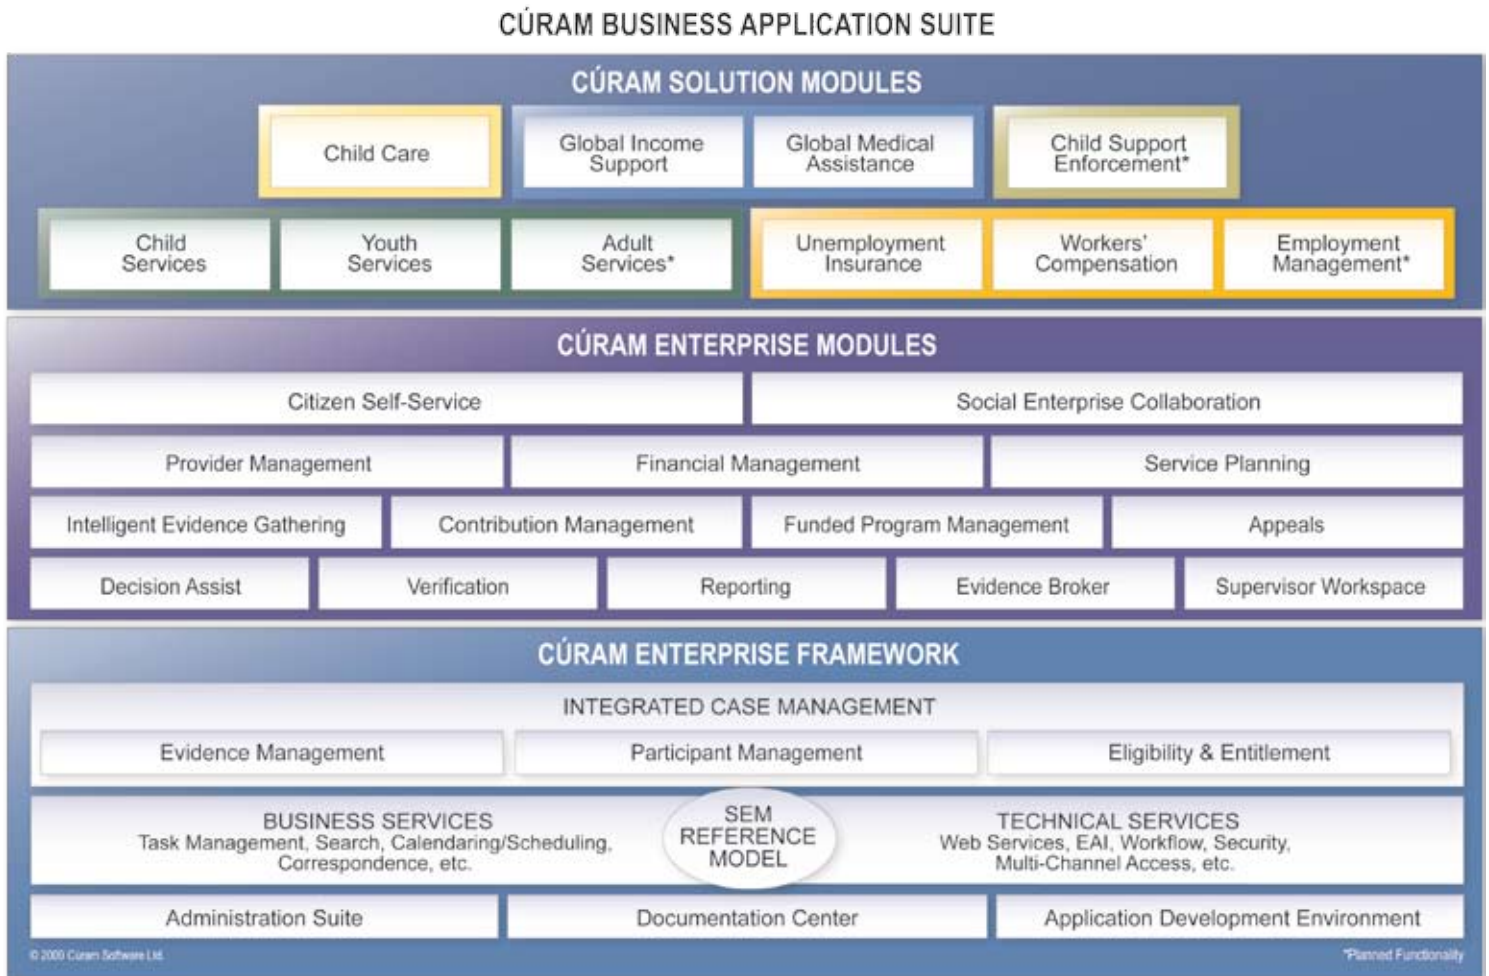 CÚRAM BUSINESS APPLICATION SUITE
CÚRAM SOLUTION MODULES
Child Care
Global Income
Support
Global Medical
Assistance
Child Support
Enforcement*
Child
Services
Youth
Services
Adult
Services*
Unemployment
Insurance
Workers'
Compensation
Employment
Management*
CÚRAM ENTERPRISE MODULES
Citizen Self-Service
Social Enterprise Collaboration
Provider Management
Financial Management
Service Planning
Intelligent Evidence Gathering
Contribution Management
Funded Program Management
Appeals
Decision Assist
Verification
Reporting
Evidence Broker
Supervisor Workspace
CÚRAM ENTERPRISE FRAMEWORK
INTEGRATED CASE MANAGEMENT
Evidence Management
Participant Management
Eligibility & Entitlement
BUSINESS SERVICES
Task Management, Search, Calendaring/Scheduling,
Correspondence, etc.
SEM
REFERENCE
MODEL
TECHNICAL SERVICES
Web Services, EAI, Workflow, Security,
Multi-Channel Access, etc.
Administration Suite
Documentation Center
Application Development Environment
© Cúram Software Ltd.
*Planned Functionality